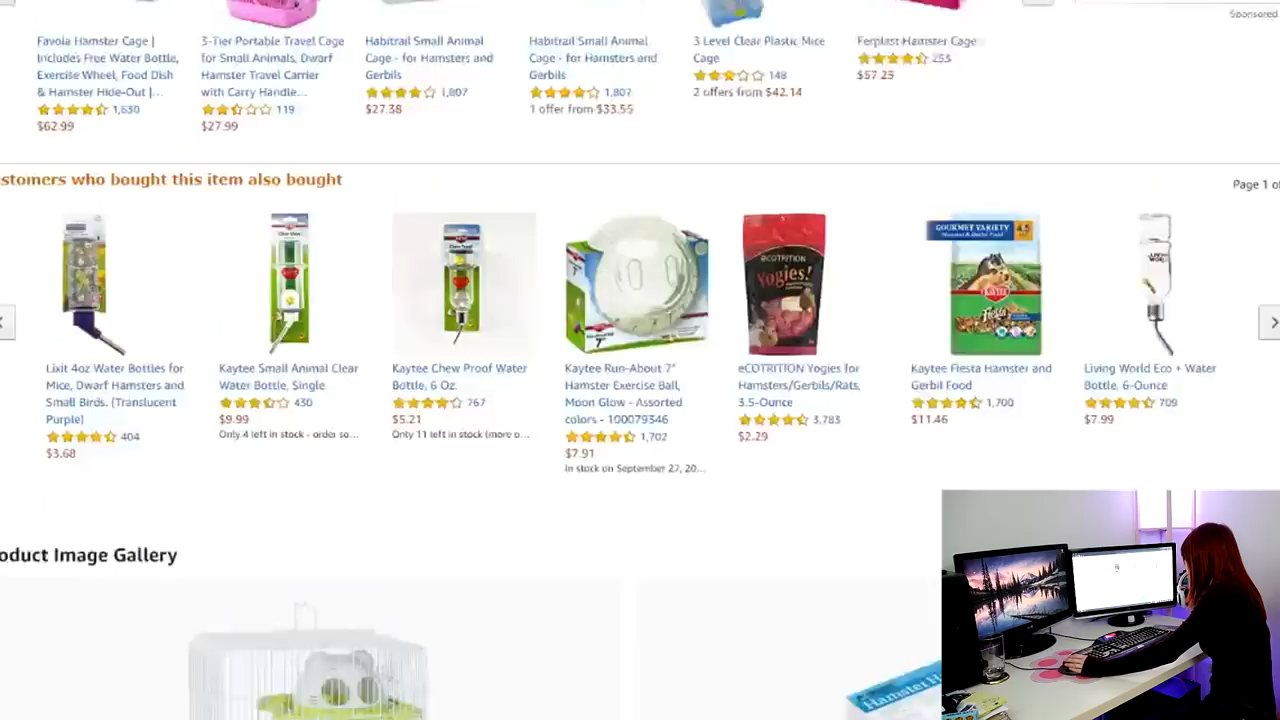 Sponsored
Favola Hamster Cage |
Includes Free Water Bottle,
Exercise Wheel, Food Dish
& Hamster Hide-Out |...
1,630
$62.99
3-Tier Portable Travel Cage
for Small Animals, Dwarf
Hamster Travel Carrier
with Carry Handle...
119
$27.99
Habitrail Small Animal
Cage - for Hamsters and
Gerbils
1,807
$27.38
Habitrail Small Animal
Cage - for Hamsters and
Gerbils
1,807
1 offer from $33.55
3 Level Clear Plastic Mice
Cage
148
2 offers from $42.14
Ferplast Hamster Cage
253
$57.23
stomers who bought this item also bought
Page 1 of
Lixit 4oz Water Bottles for
Mice, Dwarf Hamsters and
Small Birds. (Translucent
Purple)
404
$3.68
Kaytee Small Animal Clear
Water Bottle, Single
430
$9.99
Only 4 left in stock - order so...
Kaytee Chew Proof Water
Bottle, 6 Oz.
767
$5.21
Only 11 left in stock (more o...
Kaytee Run-About 7"
Hamster Exercise Ball,
Moon Glow - Assorted
colors - 100079346
1,702
$7.91
In stock on September 27, 20...
eCOTRITION
Yogies!
eCOTRITION Yogies for
Hamsters/Gerbils/Rats,
3.5-Ounce
3,783
$2.29
GOURMET VARIETY
KAYTEE
Fiesta
Kaytee Fiesta Hamster and
Gerbil Food
1,700
$11.46
Living World Eco + Water
Bottle, 6-Ounce
709
$7.99
oduct Image Gallery
Hamster H